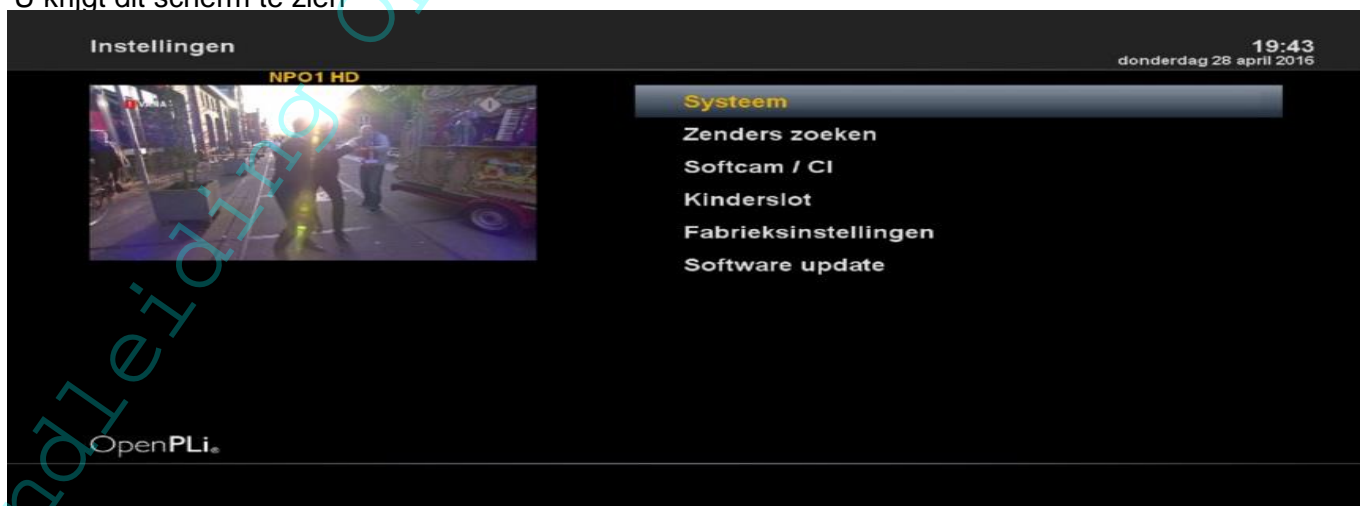 U krijgt dit scherm te zien
Instellingen
19:43
donderdag 28 april 2016
NPO1 HD
Systeem
Zenders zoeken
Softcam / CI
Kinderslot
Fabrieksinstellingen
Software update
OpenPLi®
ndleiding o